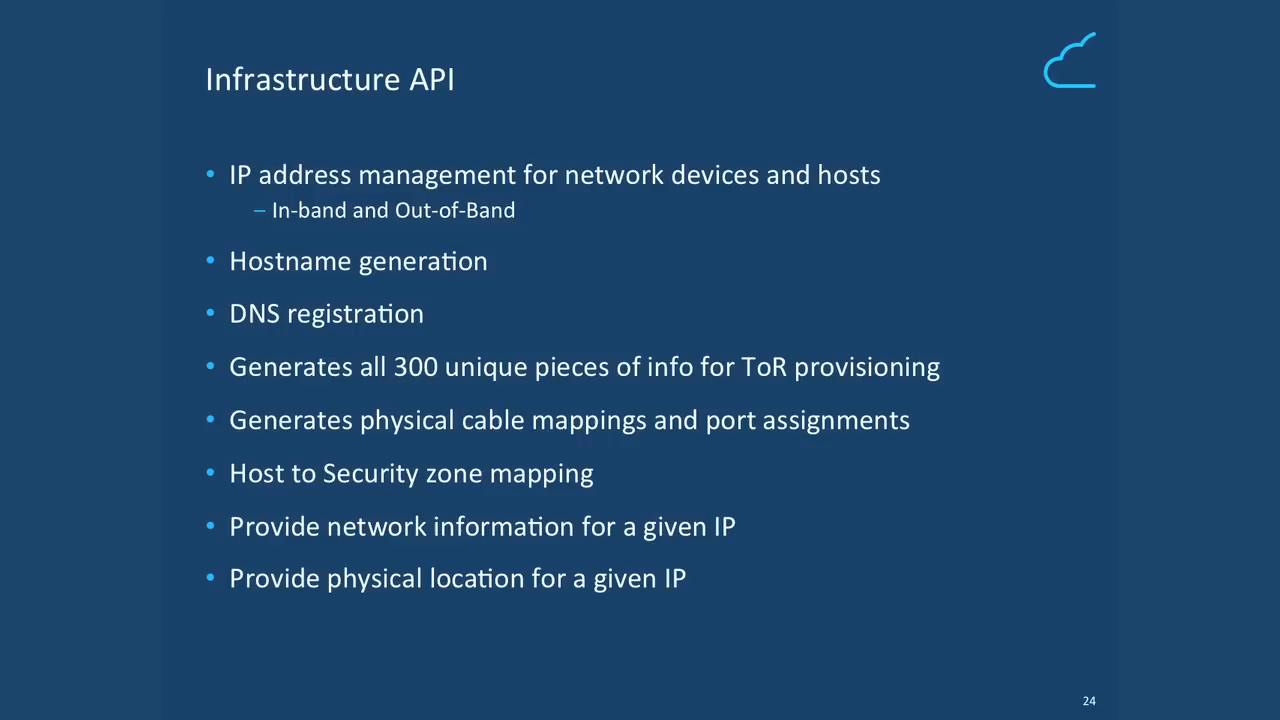 Infrastructure API
• IP address management for network devices and hosts
– In-band and Out-of-Band
• Hostname generation
• DNS registration
• Generates all 300 unique pieces of info for ToR provisioning
• Generates physical cable mappings and port assignments
• Host to Security zone mapping
• Provide network information for a given IP
• Provide physical location for a given IP
24